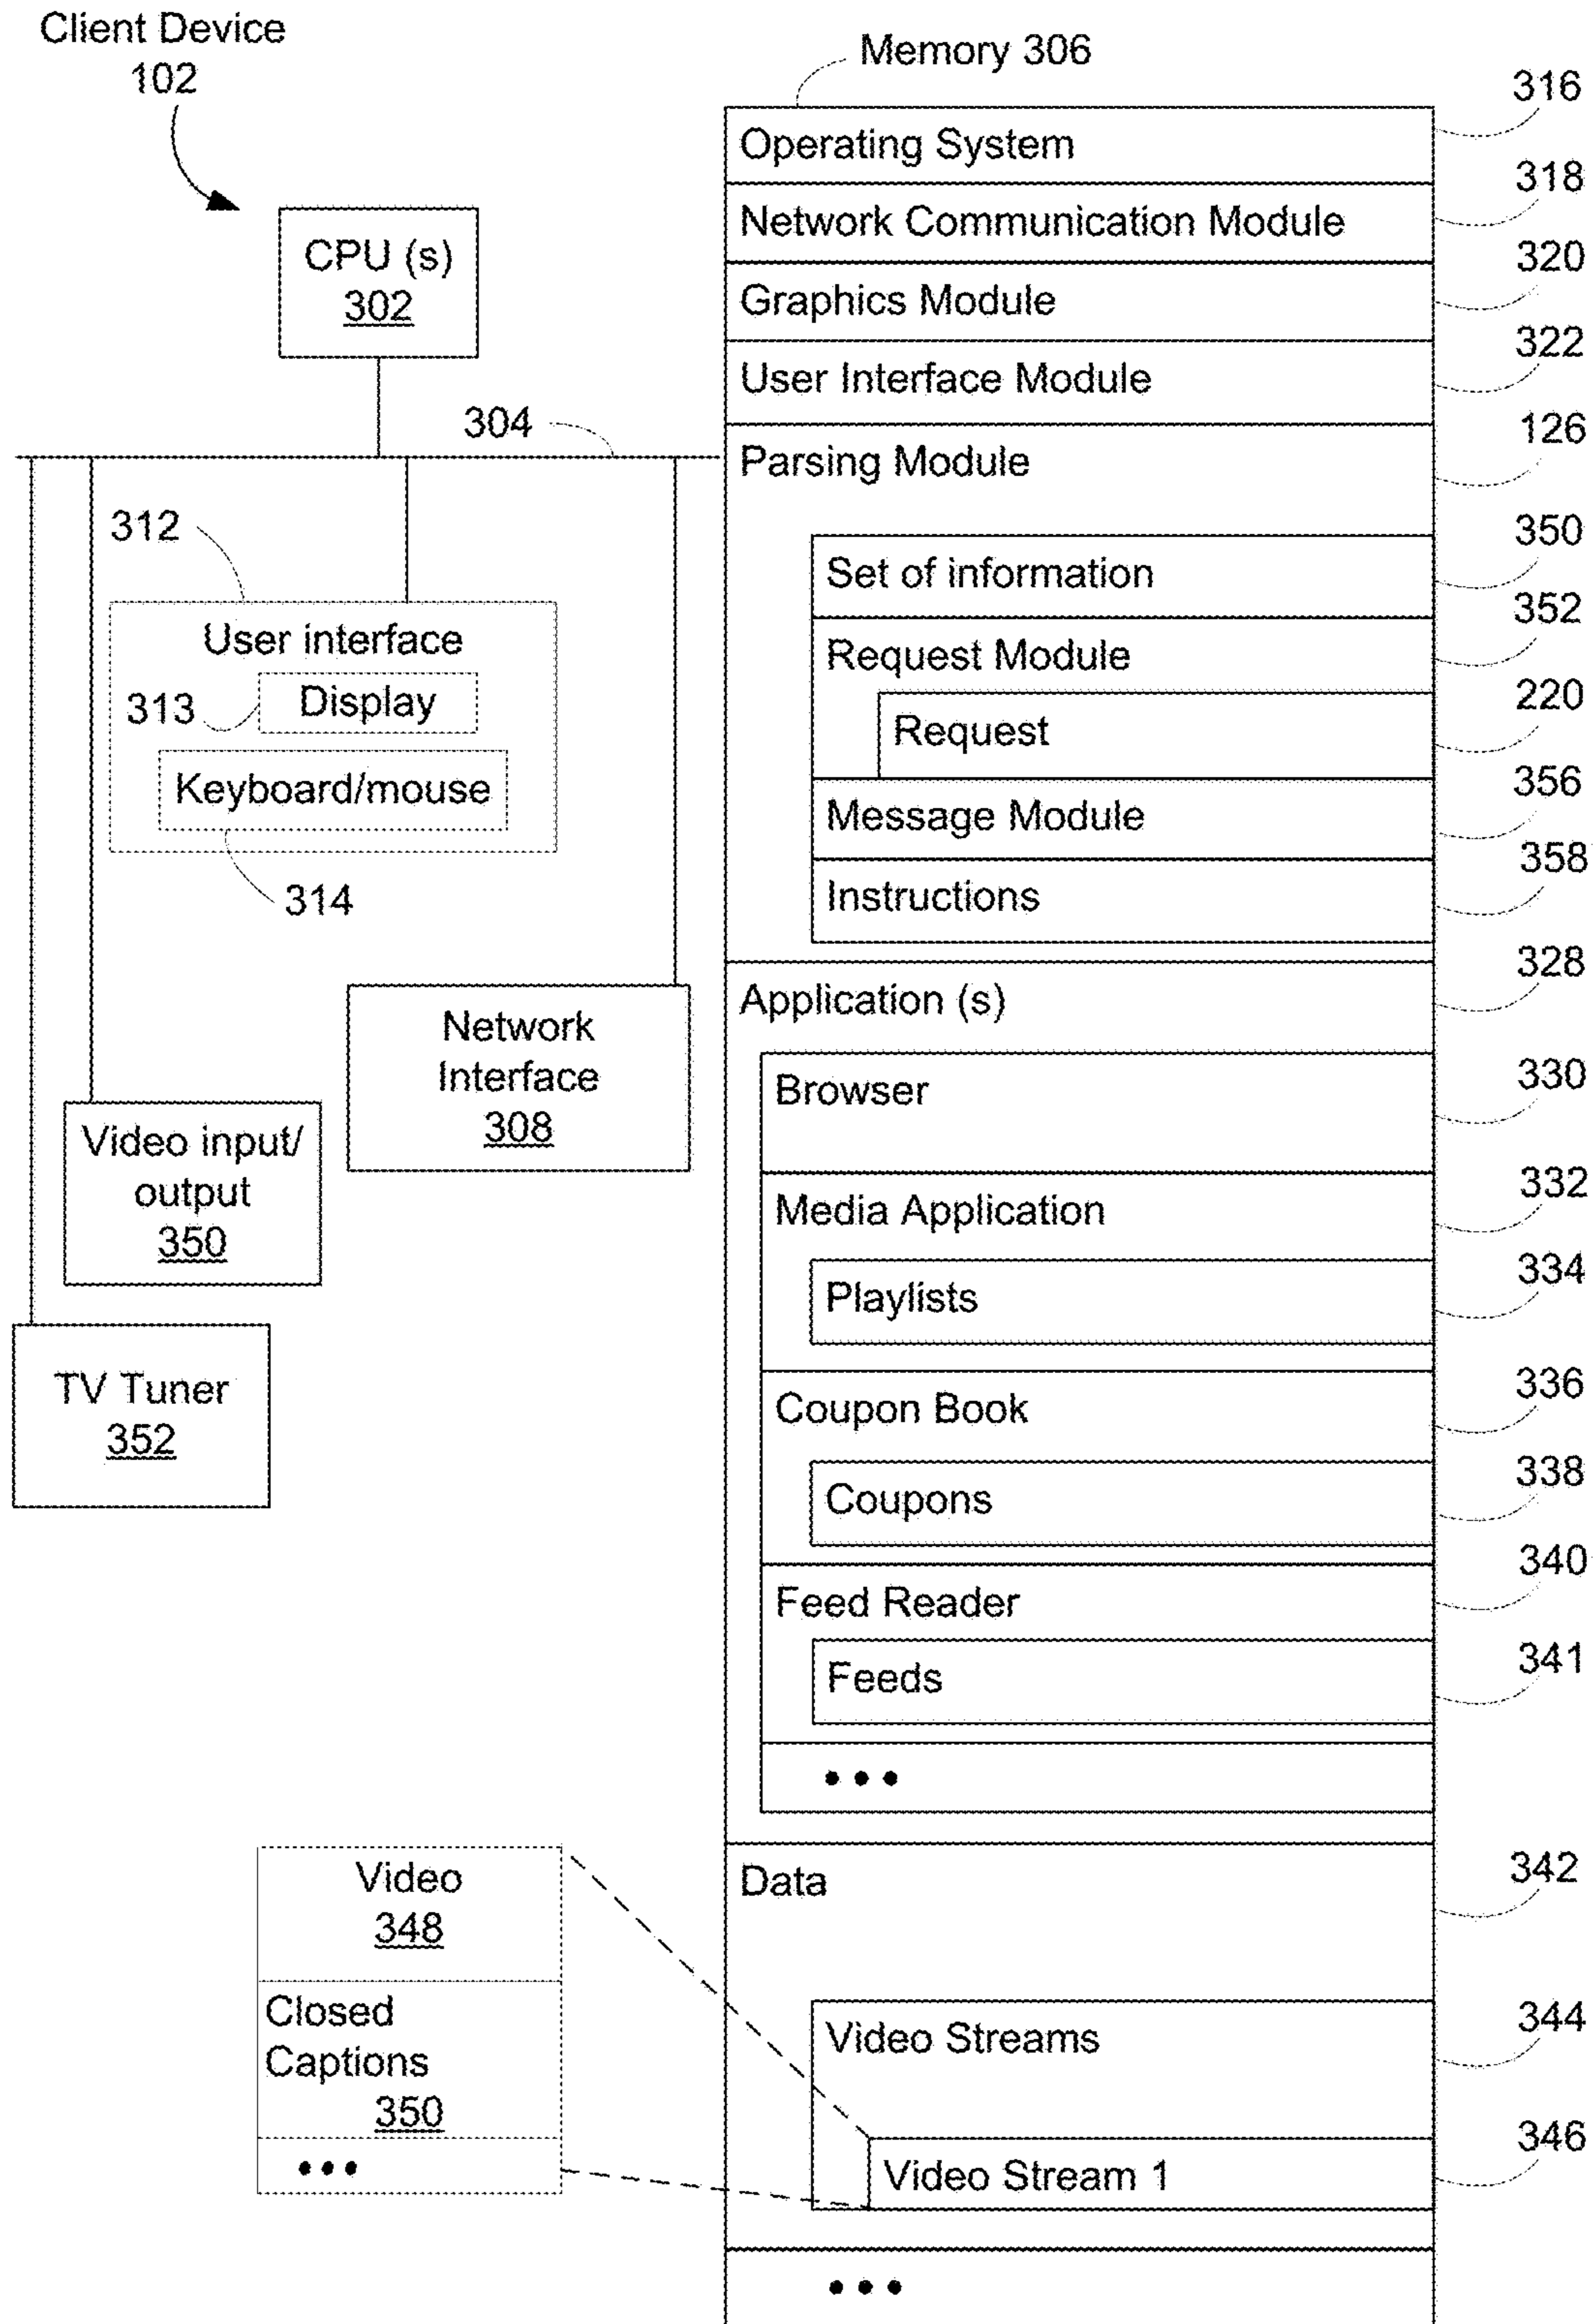 Client Device
102
CPU (s)
302
304
312
User interface
313
Display
Keyboard/mouse
314
Network
Interface
308
Video input/
output
350
TV Tuner
352
Memory 306
Operating System
316
Network Communication Module
318
Graphics Module
320
User Interface Module
322
Parsing Module
126
Set of information
350
Request Module
352
Request
220
Message Module
356
Instructions
358
Application (s)
328
Browser
330
Media Application
332
Playlists
334
Coupon Book
336
Coupons
338
Feed Reader
340
Feeds
341
•••
Data
342
Video Streams
344
Video Stream 1
346
•••
Video
348
Closed
Captions
350
•••